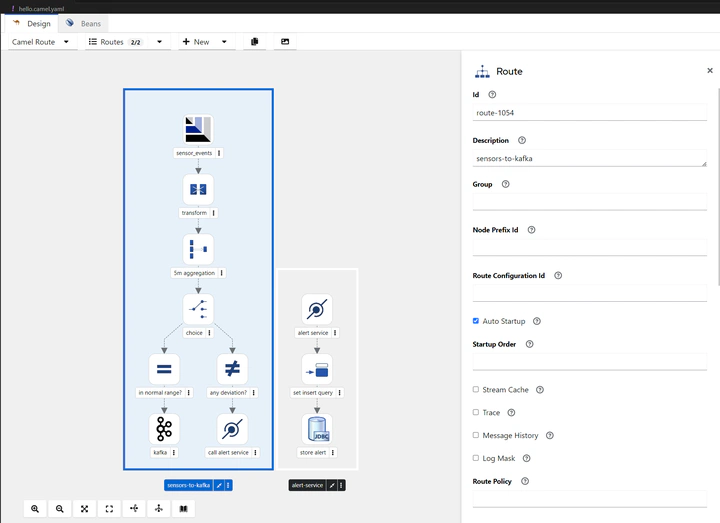 hello.camel.yaml
Design
Beans
Camel Route
Routes
2/2
New
sensor_events
transform
5m aggregation
choice
in normal range?
any deviation?
kafka
call alert service
sensors-to-kafka
alert service
set insert query
JDBC
store alert
alert-service
Route
Id
route-1054
Description
sensors-to-kafka
Group
Node Prefix Id
Route Configuration Id
Auto Startup
Startup Order
Stream Cache
Trace
Message History
Log Mask
Route Policy